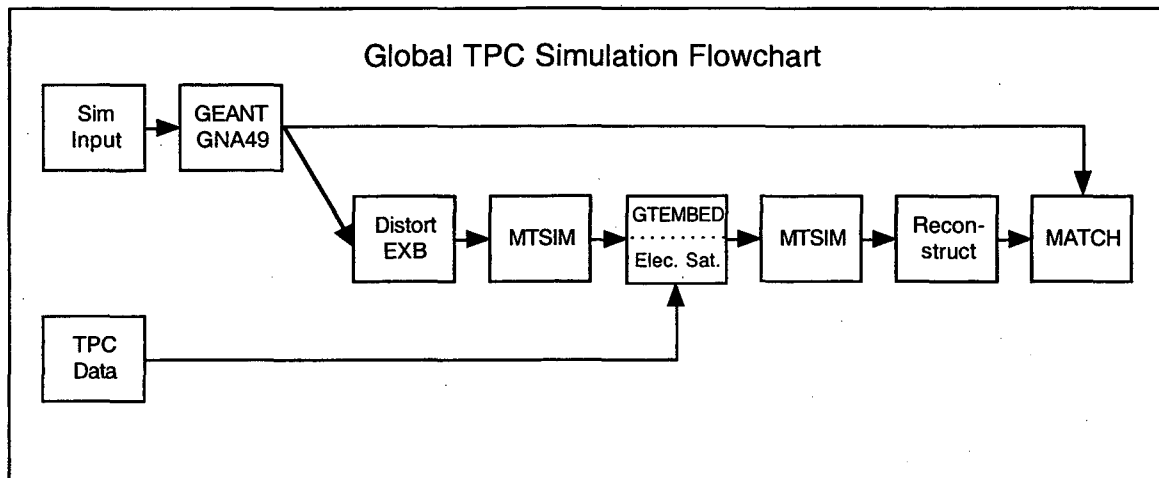 Global TPC Simulation Flowchart
Sim
Input
GEANT
GNA49
Distort
EXB
MTSIM
GTEMBED
Elec. Sat.
MTSIM
Recon-
struct
MATCH
TPC
Data